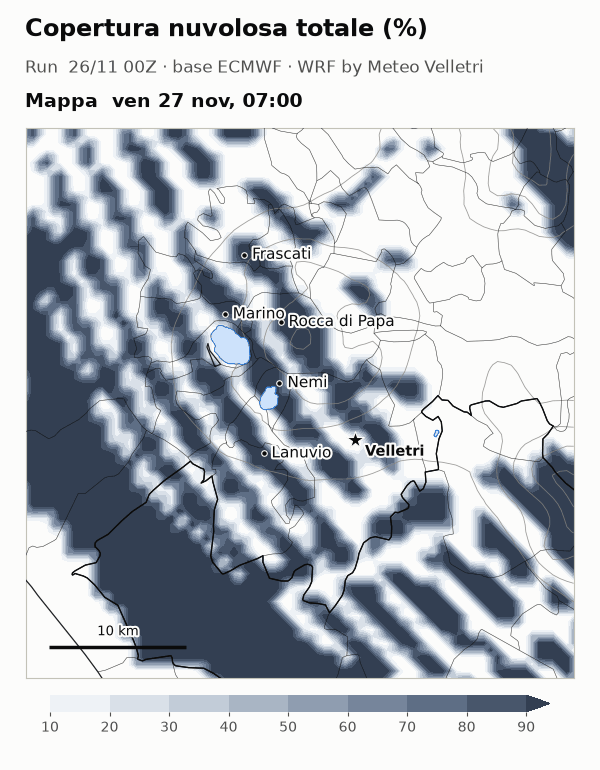 Copertura nuvolosa totale (%)
Run  26/11 00Z · base ECMWF · WRF by Meteo Velletri
Mappa  ven 27 nov, 07:00
Frascati
Marino
Rocca di Papa
Nemi
Velletri
Lanuvio
10 km
10 20 30 40 50 60 70 80 90